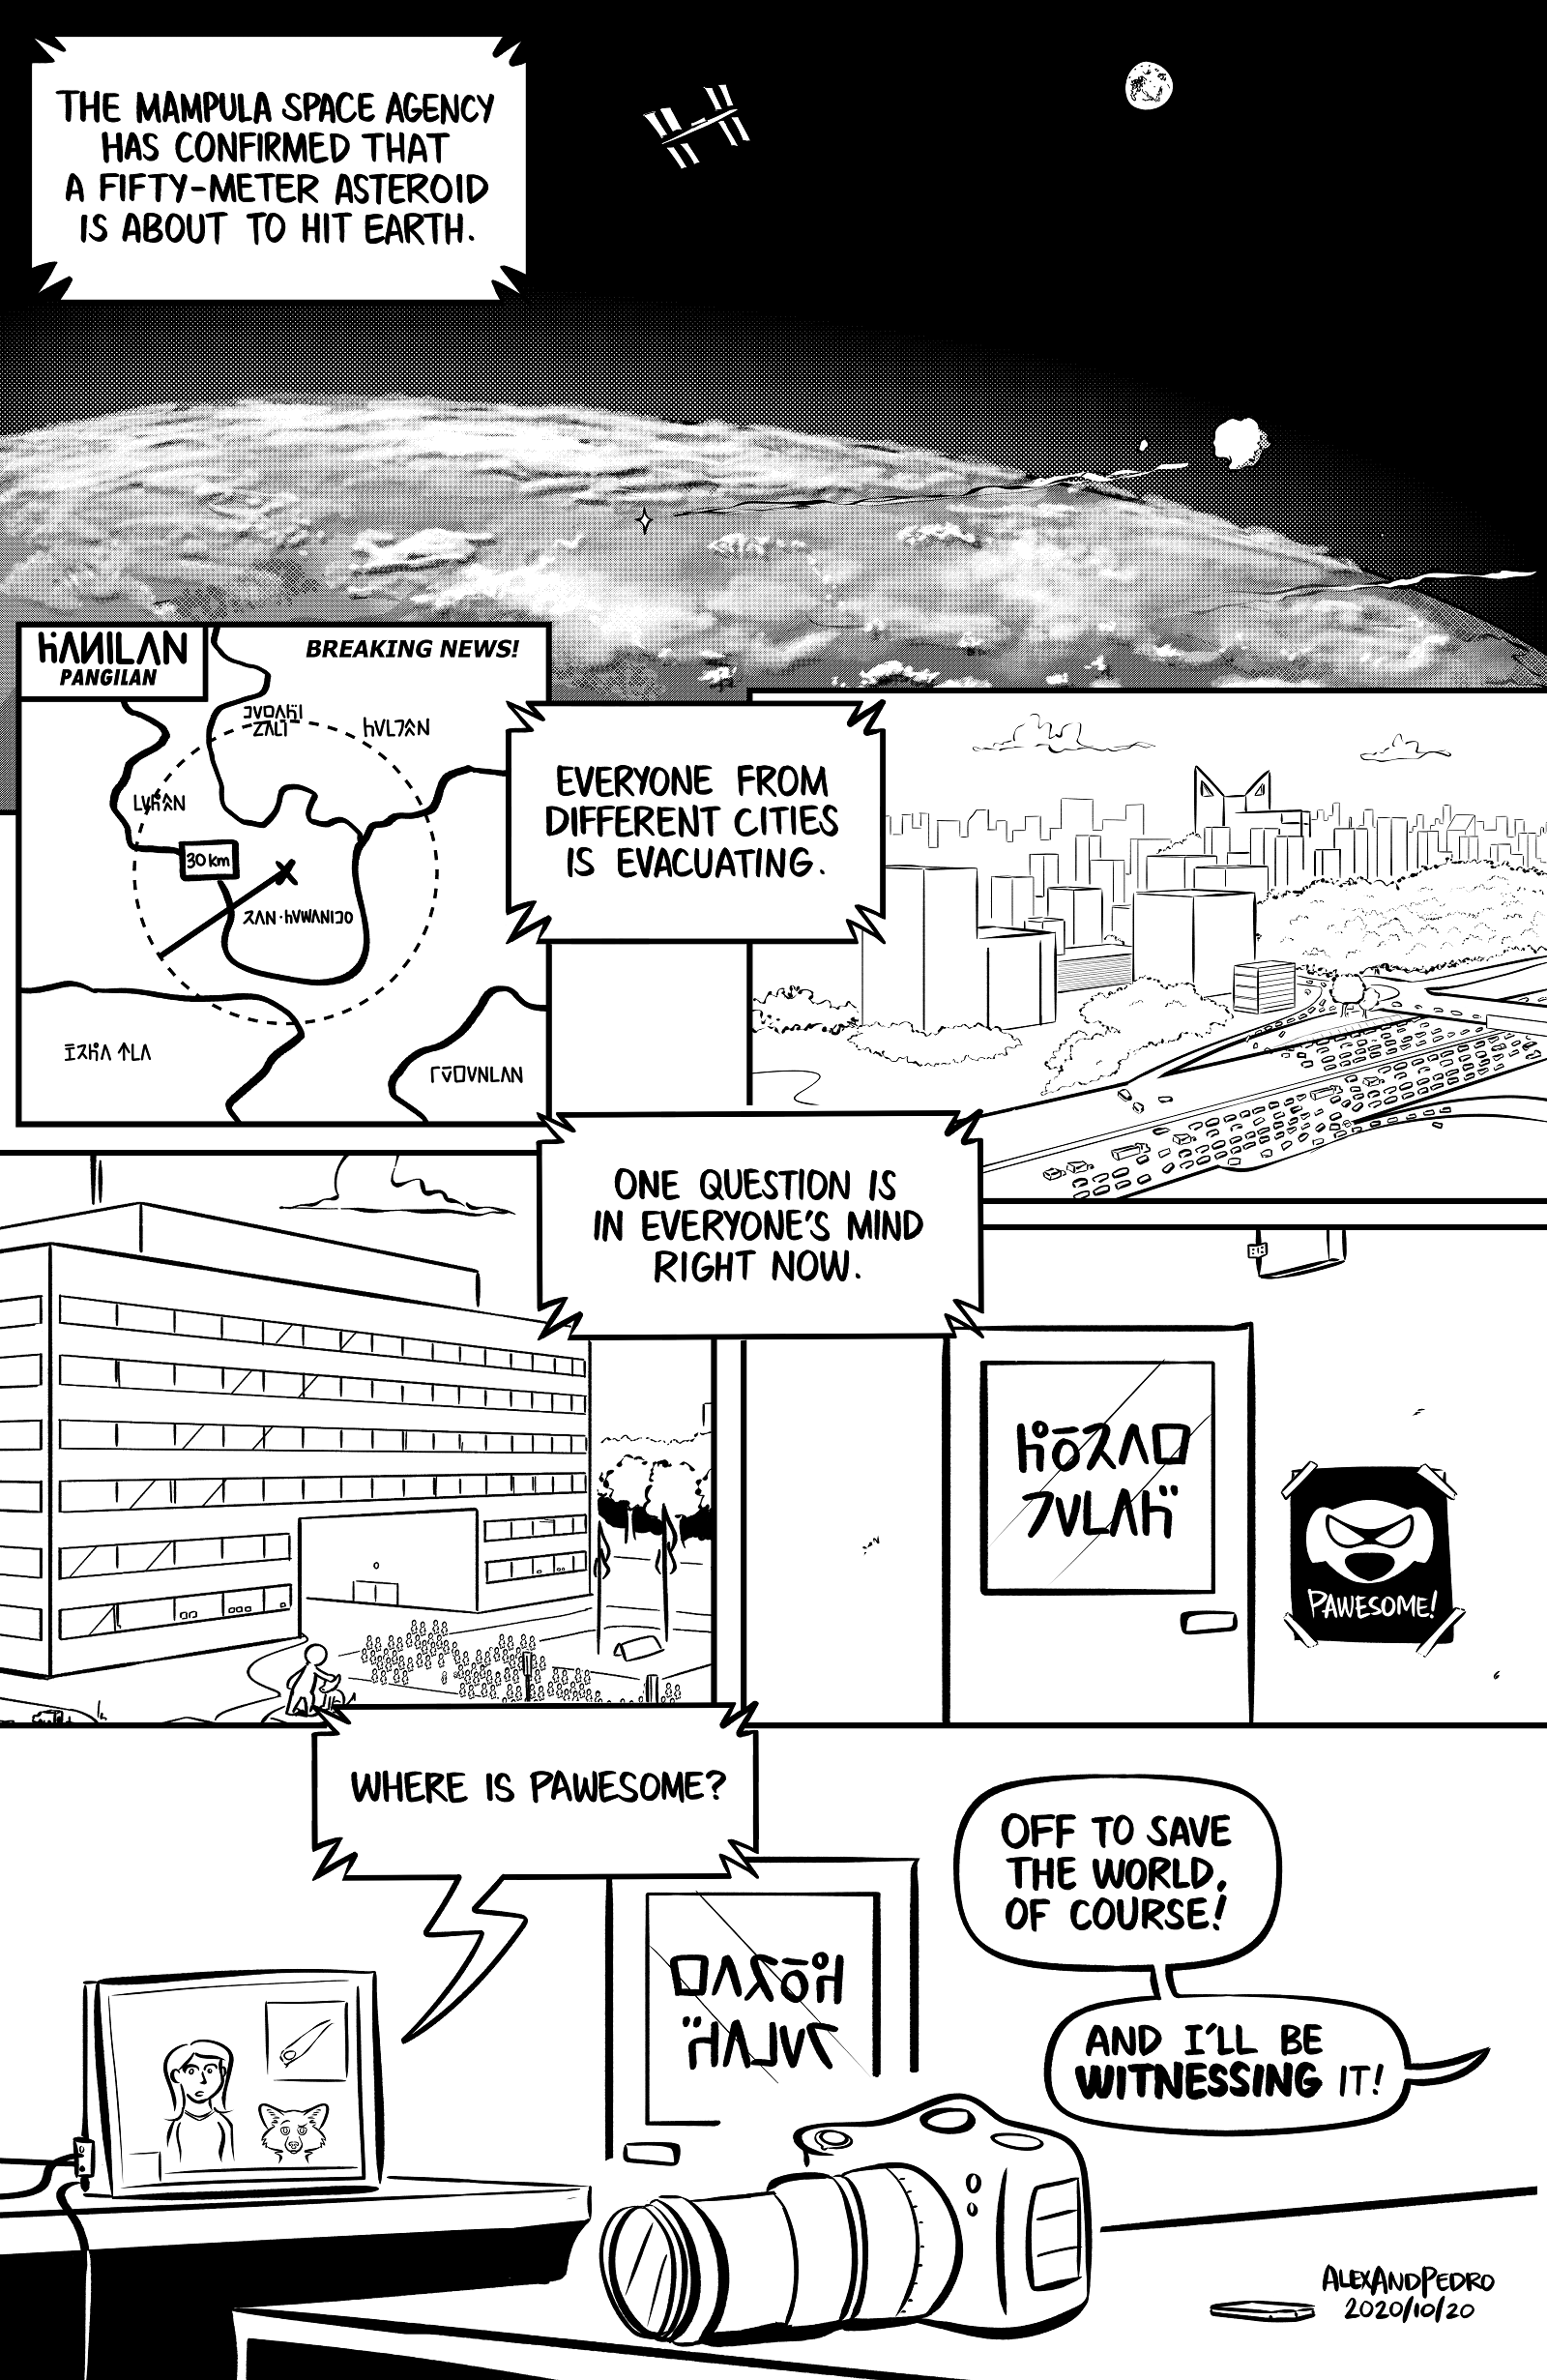 THE MAMPULA SPACE AGENCY
HAS CONFIRMED THAT
A FIFTY-METER ASTEROID
IS ABOUT TO HIT EARTH.
PANGILAN
BREAKING NEWS!
30 km
EVERYONE FROM
DIFFERENT CITIES
IS EVACUATING.
ONE QUESTION IS
IN EVERYONE'S MIND
RIGHT NOW.
PAWESOME!
WHERE IS PAWESOME?
OFF TO SAVE
THE WORLD,
OF COURSE!
AND I'LL BE
WITNESSING IT!
ALEXANDPEDRO
2020/10/20